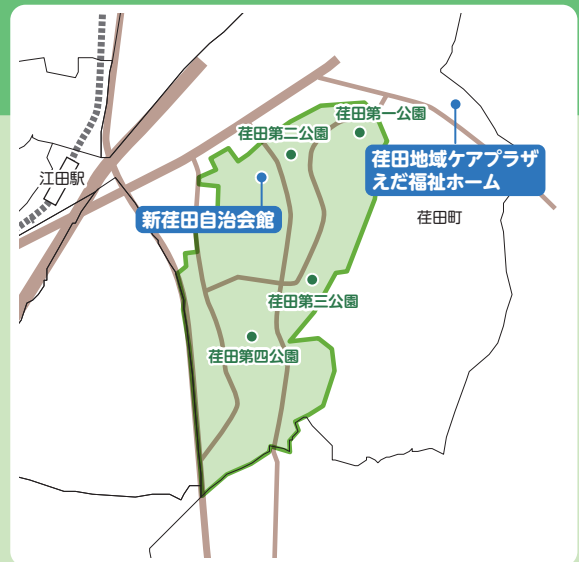 荏田第一公園
荏田第二公園
荏田地域ケアプラザ
えだ福祉ホーム
江田駅
新荏田自治会館
荏田町
荏田第三公園
荏田第四公園